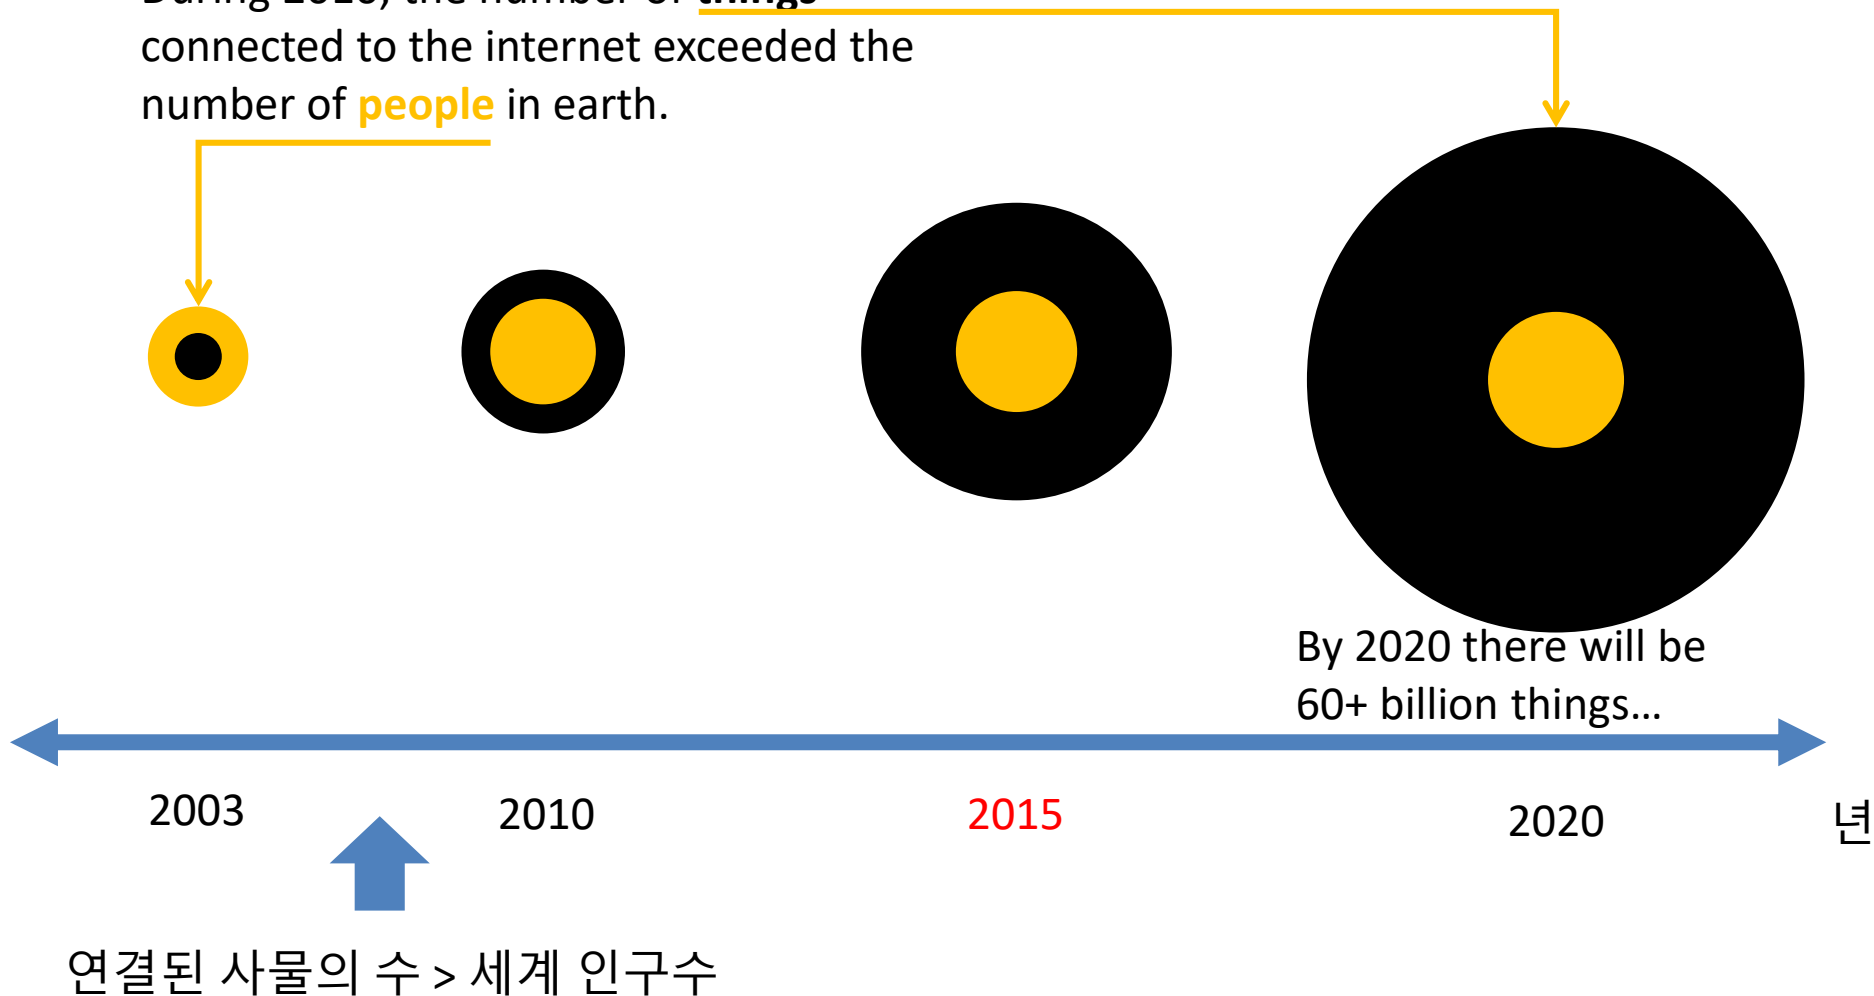 connected to the internet exceeded the
number of people in earth.
By 2020 there will be
60+ billion things...
2003
2010
2015
2020
년
연결된 사물의 수 > 세계 인구수